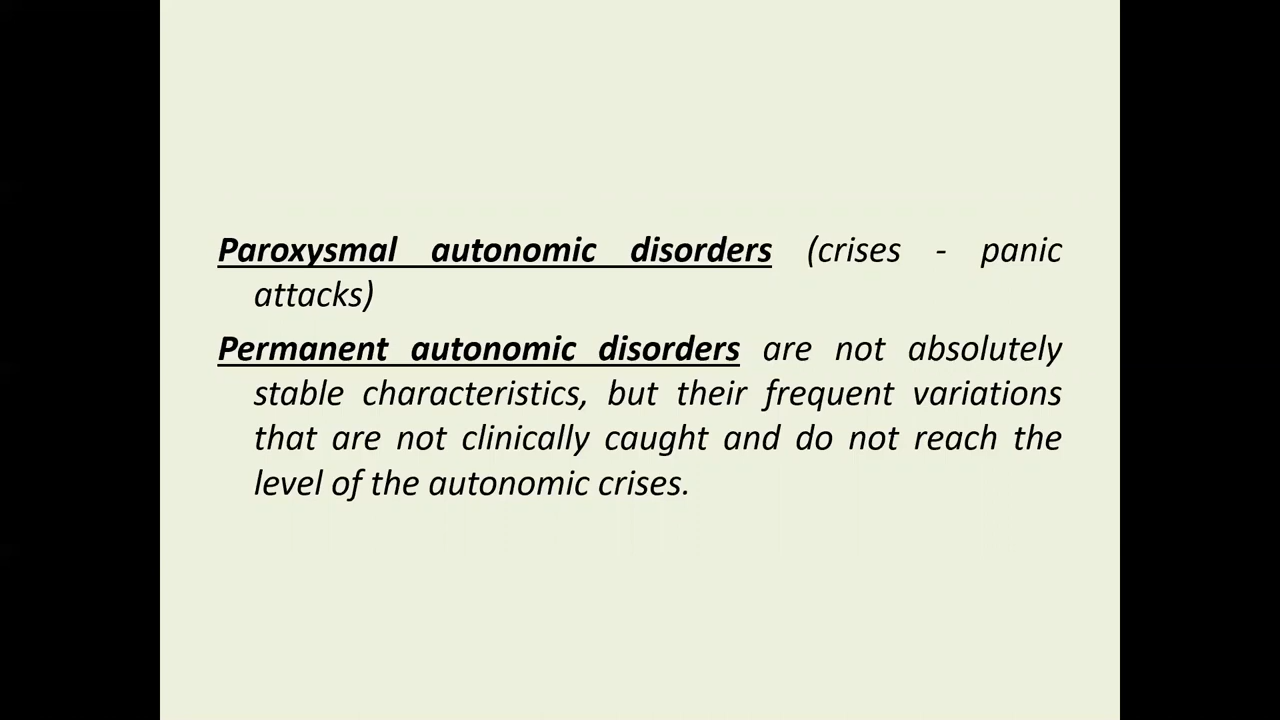 Paroxysmal autonomic disorders (crises - panic
attacks)
Permanent autonomic disorders are not absolutely
stable characteristics, but their frequent variations
that are not clinically caught and do not reach the
level of the autonomic crises.